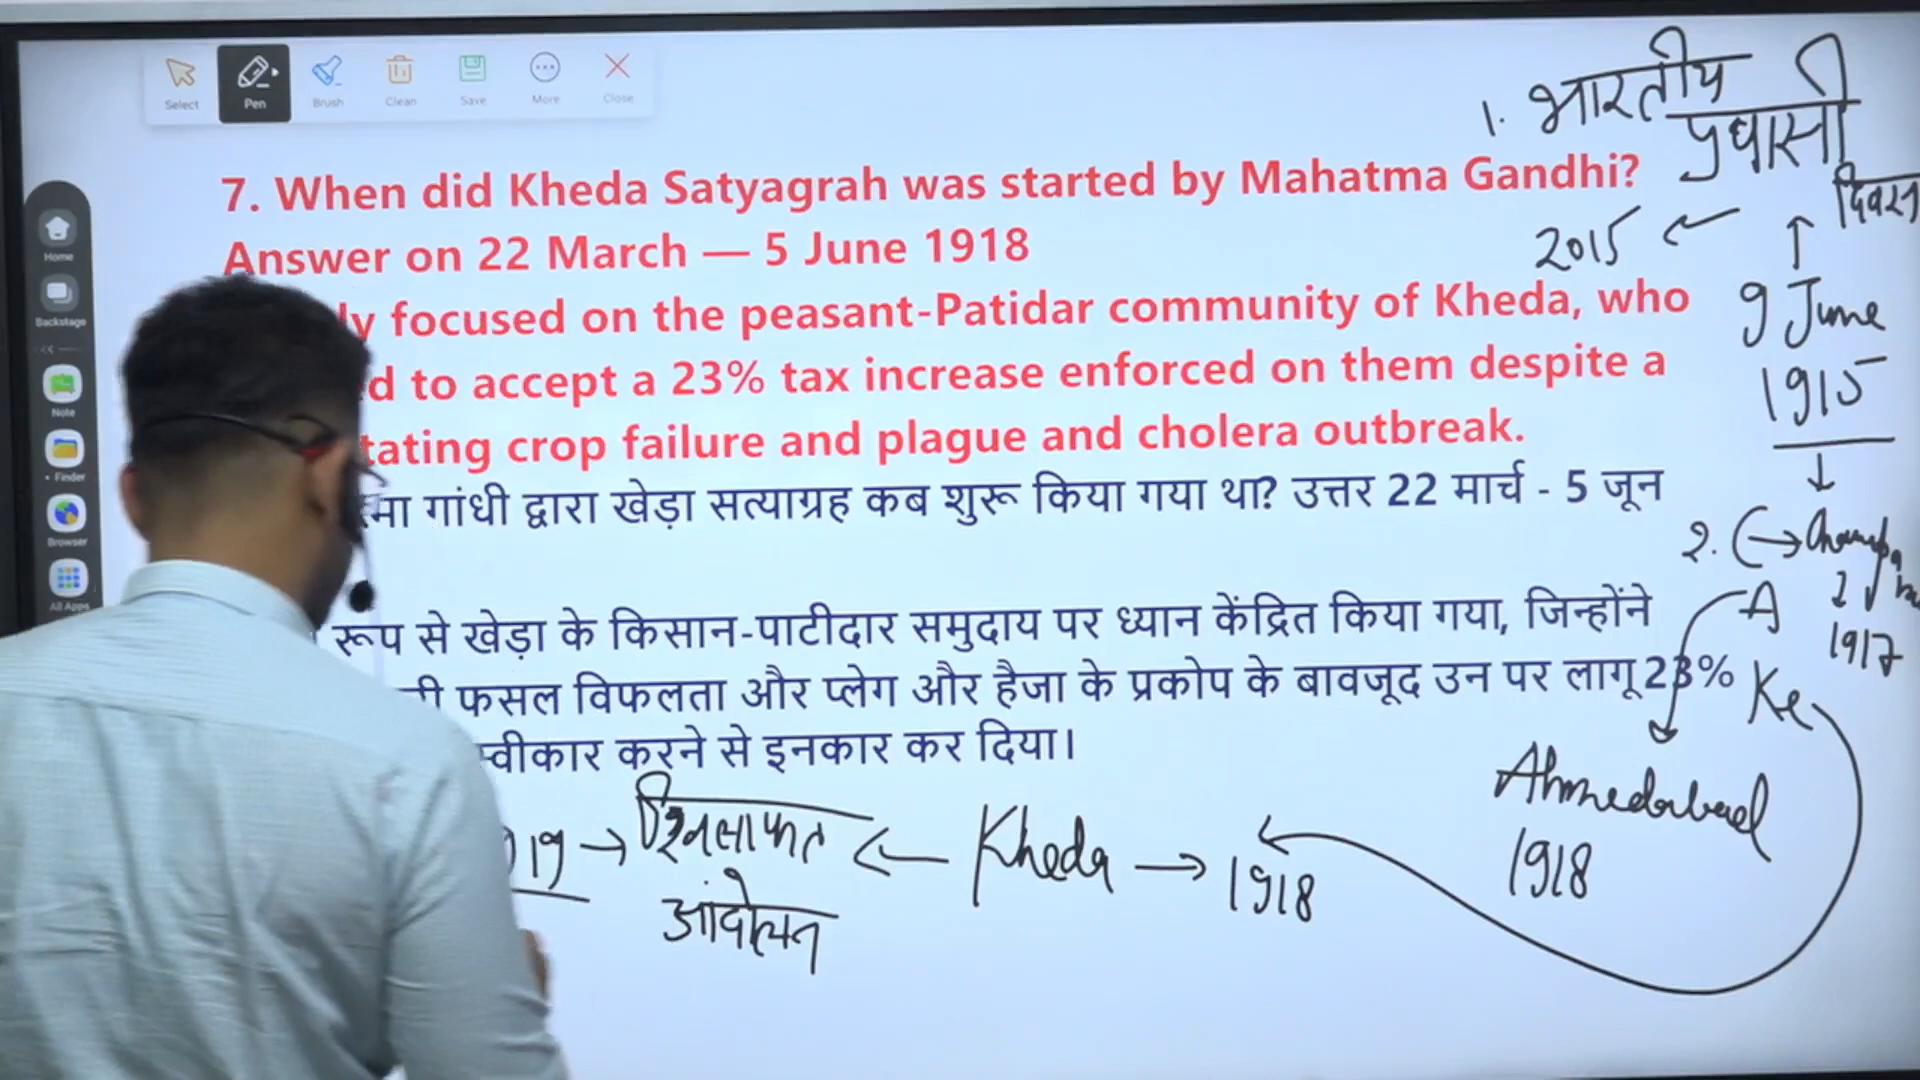 Select
Pen
Brush
Clean
Save
More
Close
Home
Backstage
Note
Finder
Browser
All Apps
7. When did Kheda Satyagrah was started by Mahatma Gandhi?
Answer on 22 March — 5 June 1918
ly focused on the peasant-Patidar community of Kheda, who
d to accept a 23% tax increase enforced on them despite a
tating crop failure and plague and cholera outbreak.
मा गांधी द्वारा खेड़ा सत्याग्रह कब शुरू किया गया था? उत्तर 22 मार्च - 5 जून
रूप से खेड़ा के किसान-पाटीदार समुदाय पर ध्यान केंद्रित किया गया, जिन्होंने
फसल विफलता और प्लेग और हैजा के प्रकोप के बावजूद उन पर लागू 23%
स्वीकार करने से इनकार कर दिया।
1. भारतीय
प्रवासी
दिवस
2015
9 June
1915
2. C → Champa
A
1917
Ke
Ahmedabad
1918
19 → खिलाफत ← Kheda → 1918
आंदोलन